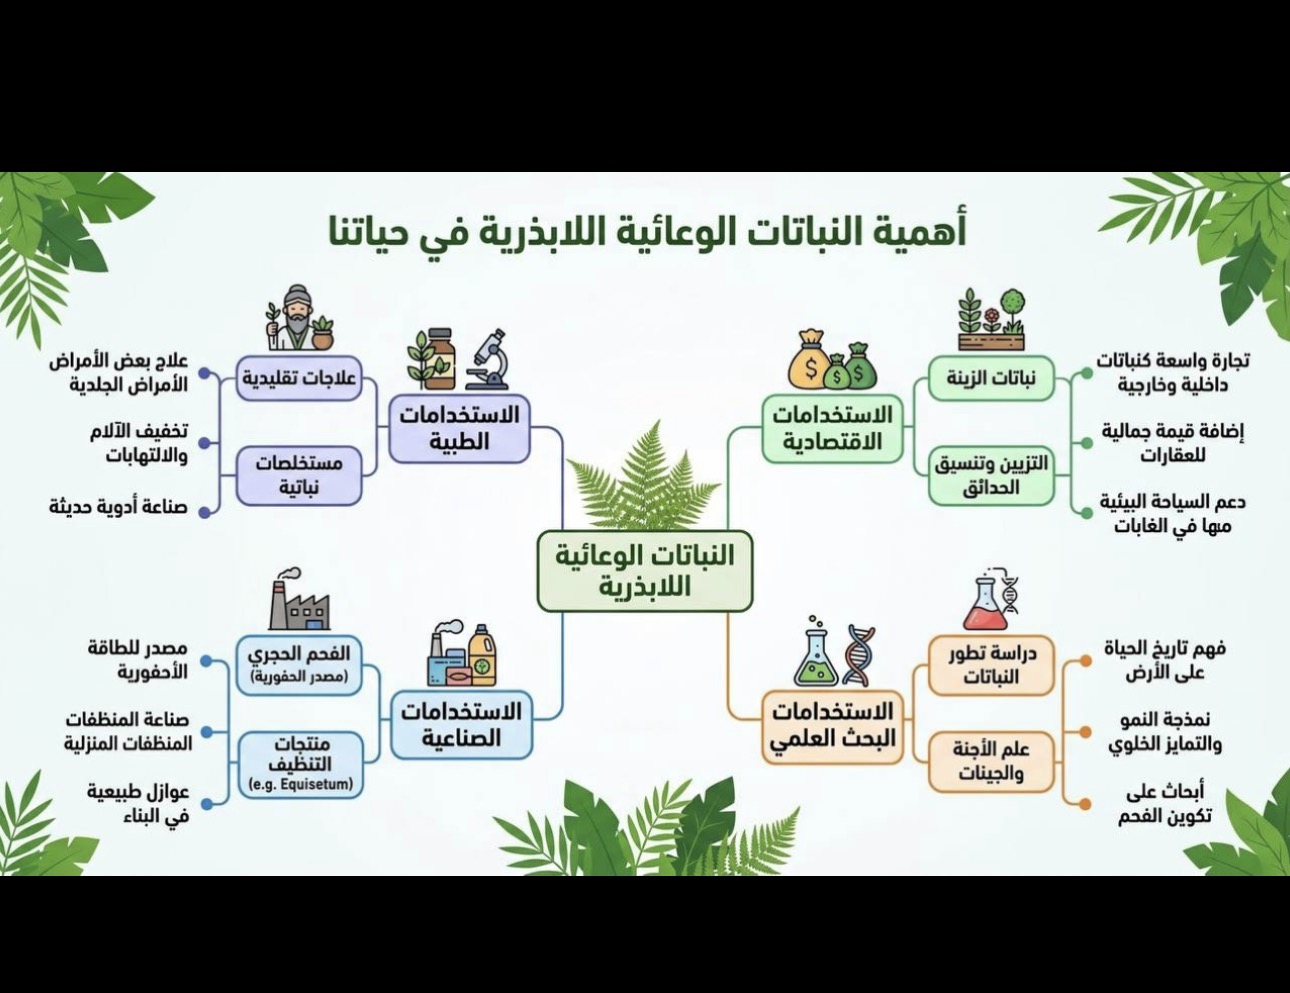 أهمية النباتات الوعائية اللابذرية في حياتنا
النباتات الوعائية
اللابذرية
الاستخدامات
الاقتصادية
نباتات الزينة
التزيين وتنسيق
الحدائق
تجارة واسعة كنباتات
داخلية وخارجية
إضافة قيمة جمالية
للعقارات
دعم السياحة البيئية
مها في الغابات
الاستخدامات
الطبية
علاجات تقليدية
مستخلصات
نباتية
علاج بعض الأمراض
الأمراض الجلدية
تخفيف الآلام
والالتهابات
صناعة أدوية حديثة
الاستخدامات
البحث العلمي
دراسة تطور
النباتات
علم الأجنة
والجينات
فهم تاريخ الحياة
على الأرض
نمذجة النمو
والتمايز الخلوي
أبحاث على
تكوين الفحم
الاستخدامات
الصناعية
الفحم الحجري
(مصدر الحفورية)
منتجات
التنظيف
(e.g. Equisetum)
مصدر للطاقة
الأحفورية
صناعة المنظفات
المنظفات المنزلية
عوازل طبيعية
في البناء